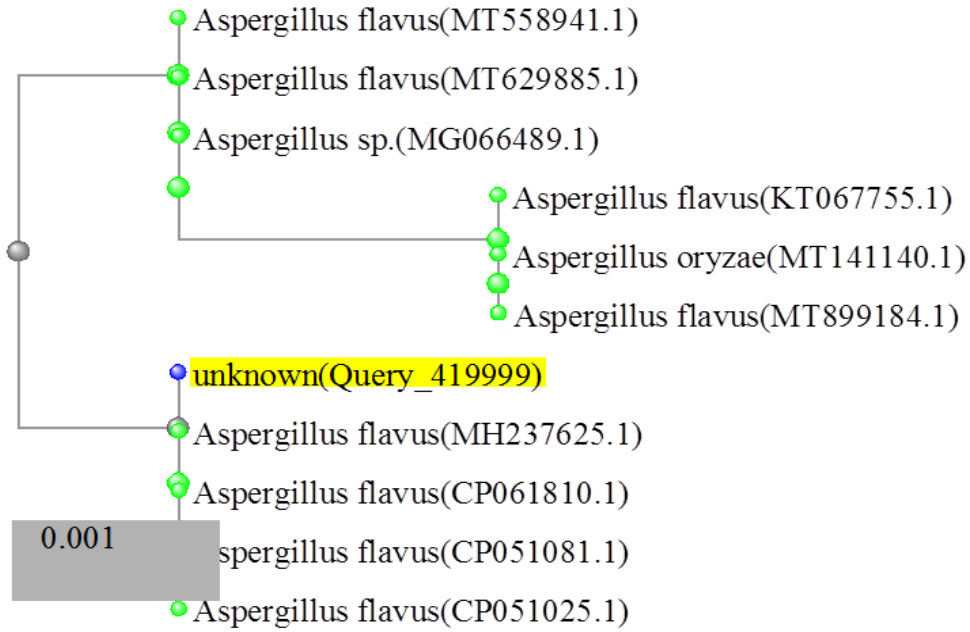 Aspergillus flavus(MT558941.1)
Aspergillus flavus(MT629885.1)
Aspergillus sp.(MG066489.1)
Aspergillus flavus(KT067755.1)
Aspergillus oryzae(MT141140.1)
Aspergillus flavus(MT899184.1)
unknown(Query_419999)
Aspergillus flavus(MH237625.1)
Aspergillus flavus(CP061810.1)
0.001
spergillus flavus(CP051081.1)
Aspergillus flavus(CP051025.1)